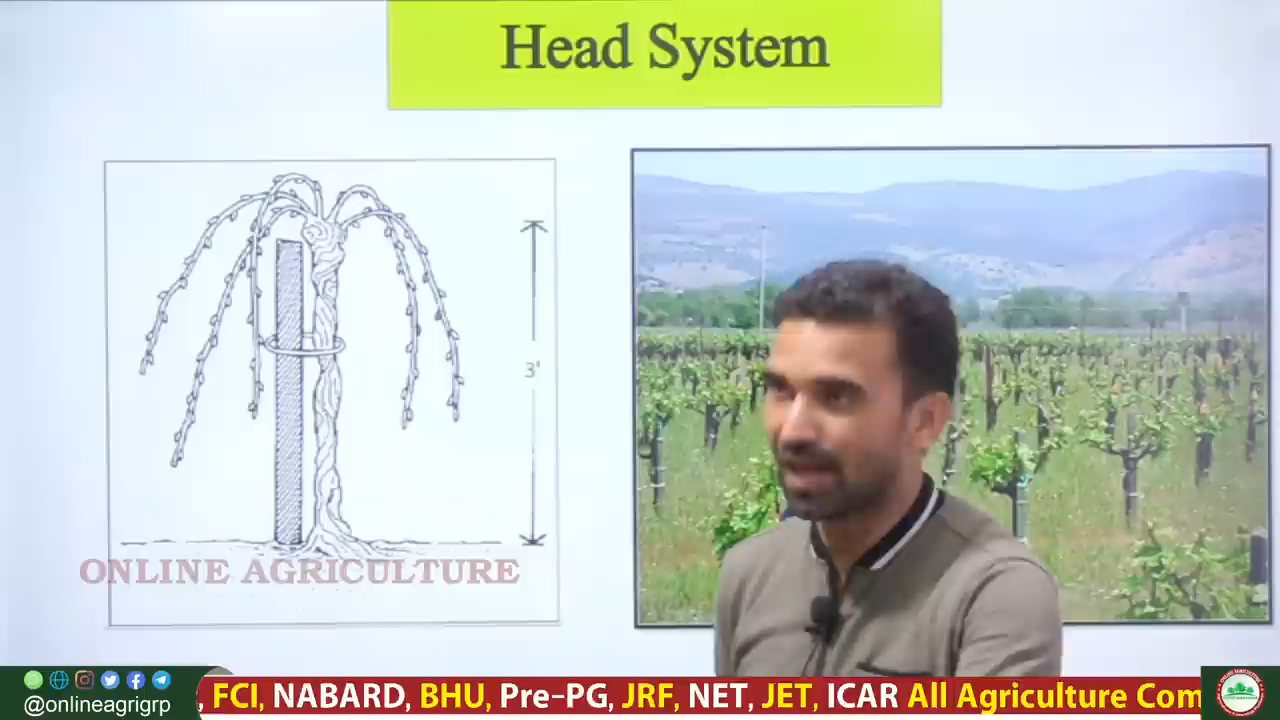 Head System
3'
ONLINE AGRICULTURE
@onlineagrigrp
, FCI, NABARD, BHU, Pre-PG, JRF, NET, JET, ICAR All Agriculture Com